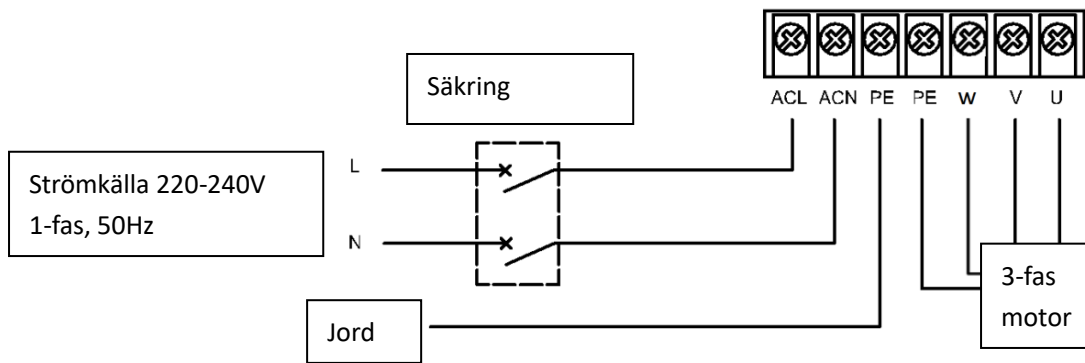 Säkring
ACL ACN PE PE W V U
Strömkälla 220-240V
1-fas, 50Hz
L
N
3-fas
motor
Jord